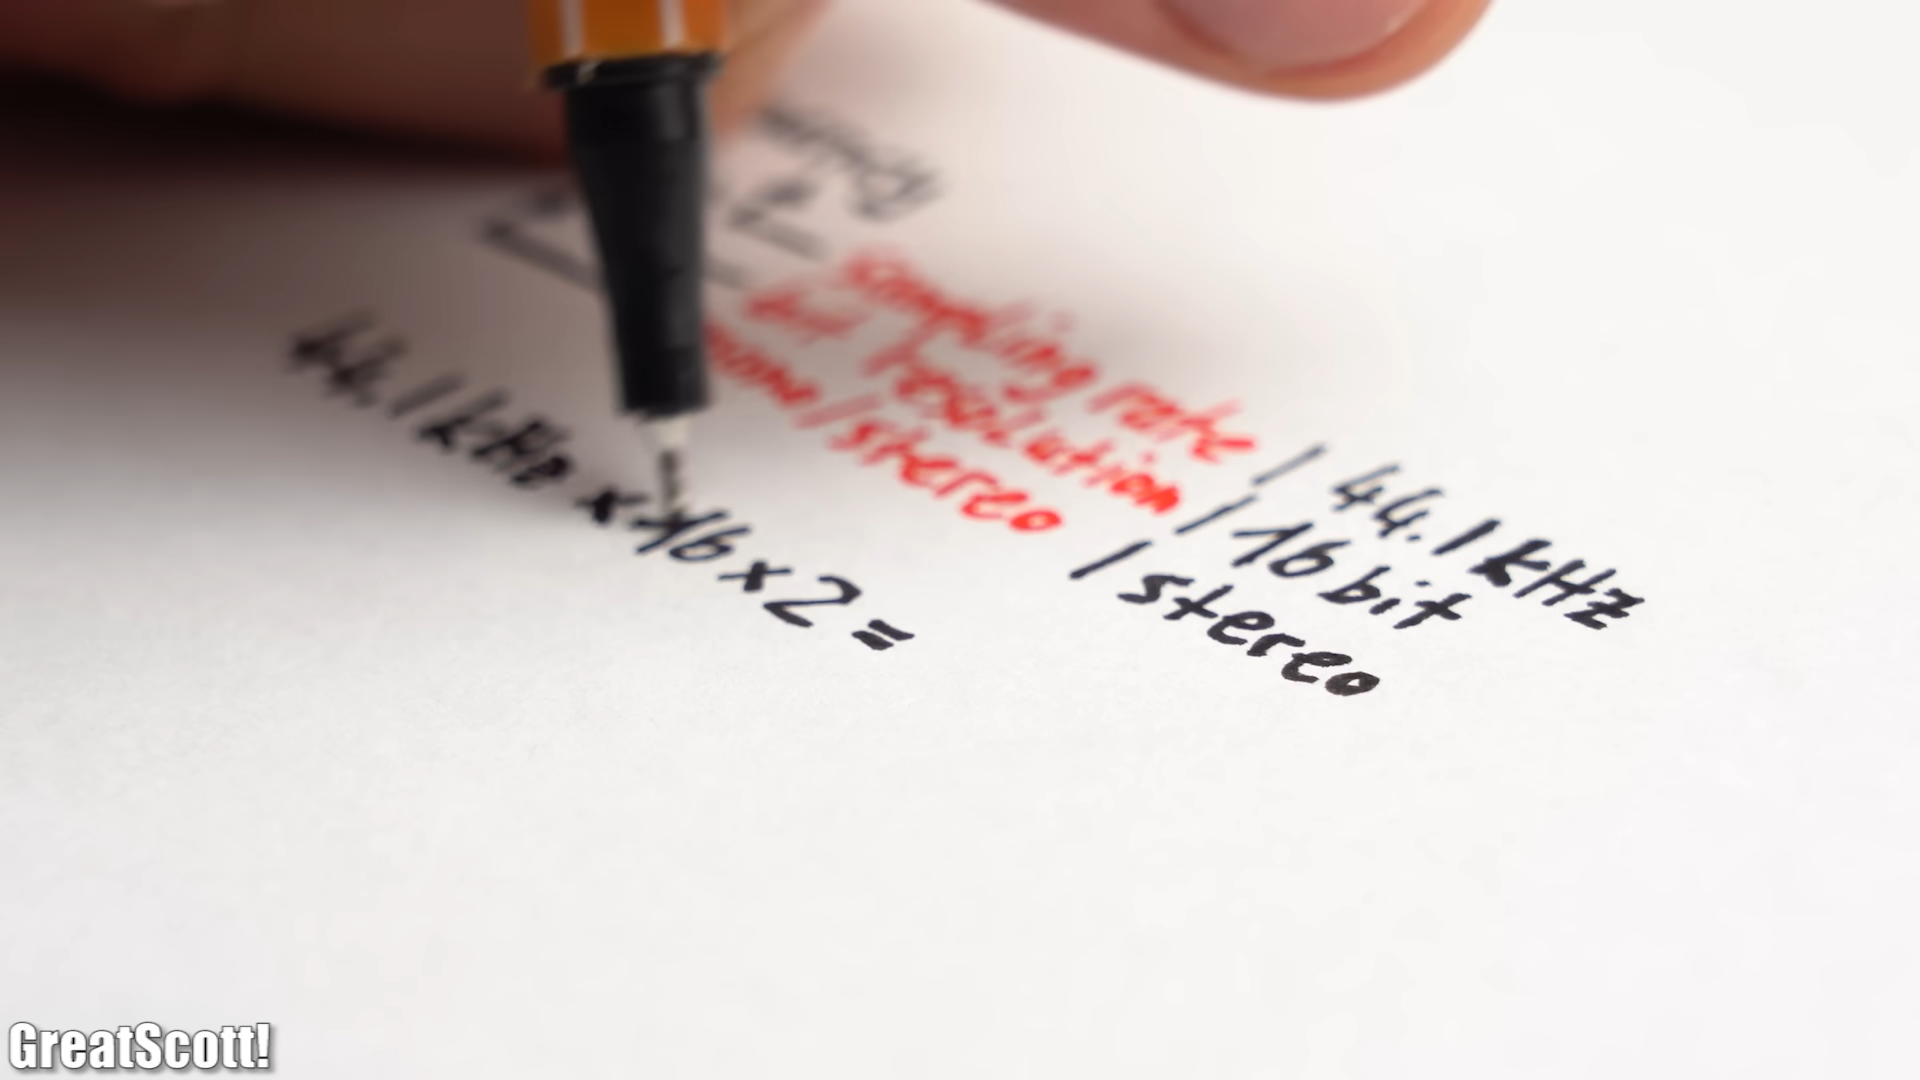 sampling rate / 44.1 kHz
bit resolution / 16 bit
mono/stereo / stereo
44.1 kHz x 16 x 2 =
GreatScott!